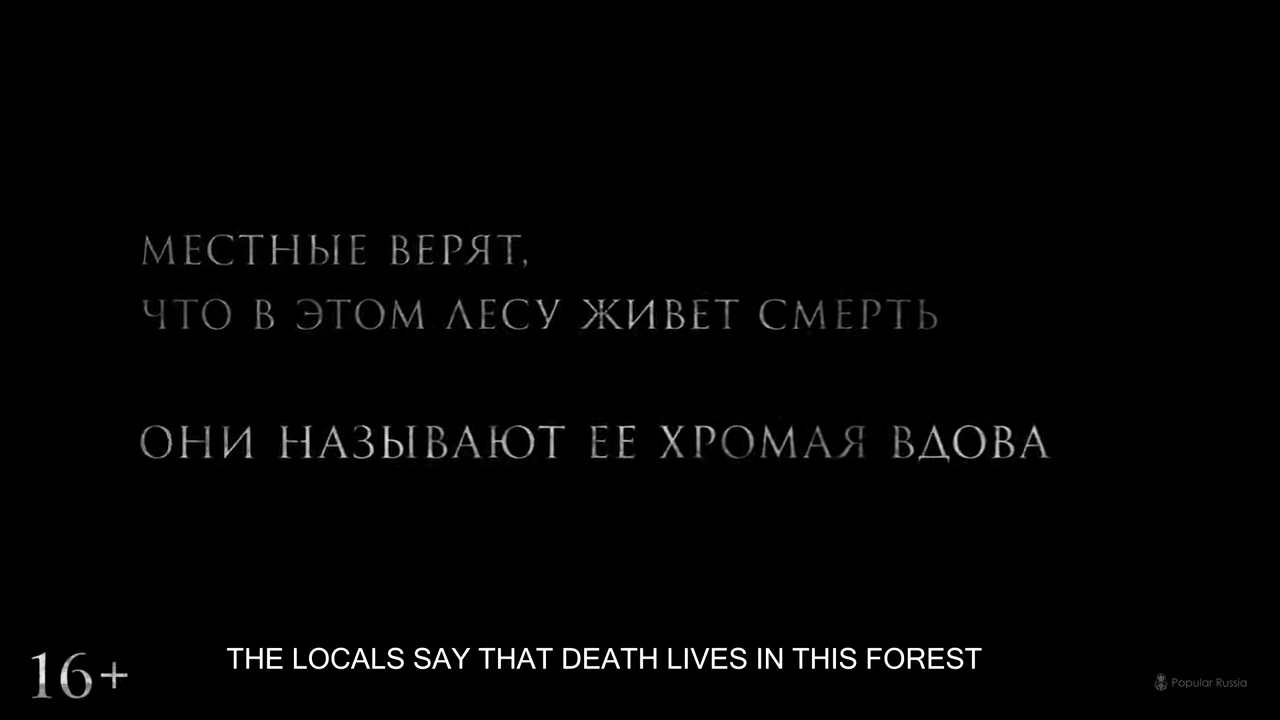 МЕСТНЫЕ ВЕРЯТ,
ЧТО В ЭТОМ ЛЕСУ ЖИВЕТ СМЕРТЬ
ОНИ НАЗЫВАЮТ ЕЕ ХРОМАЯ ВДОВА
16+
THE LOCALS SAY THAT DEATH LIVES IN THIS FOREST
Popular Russia